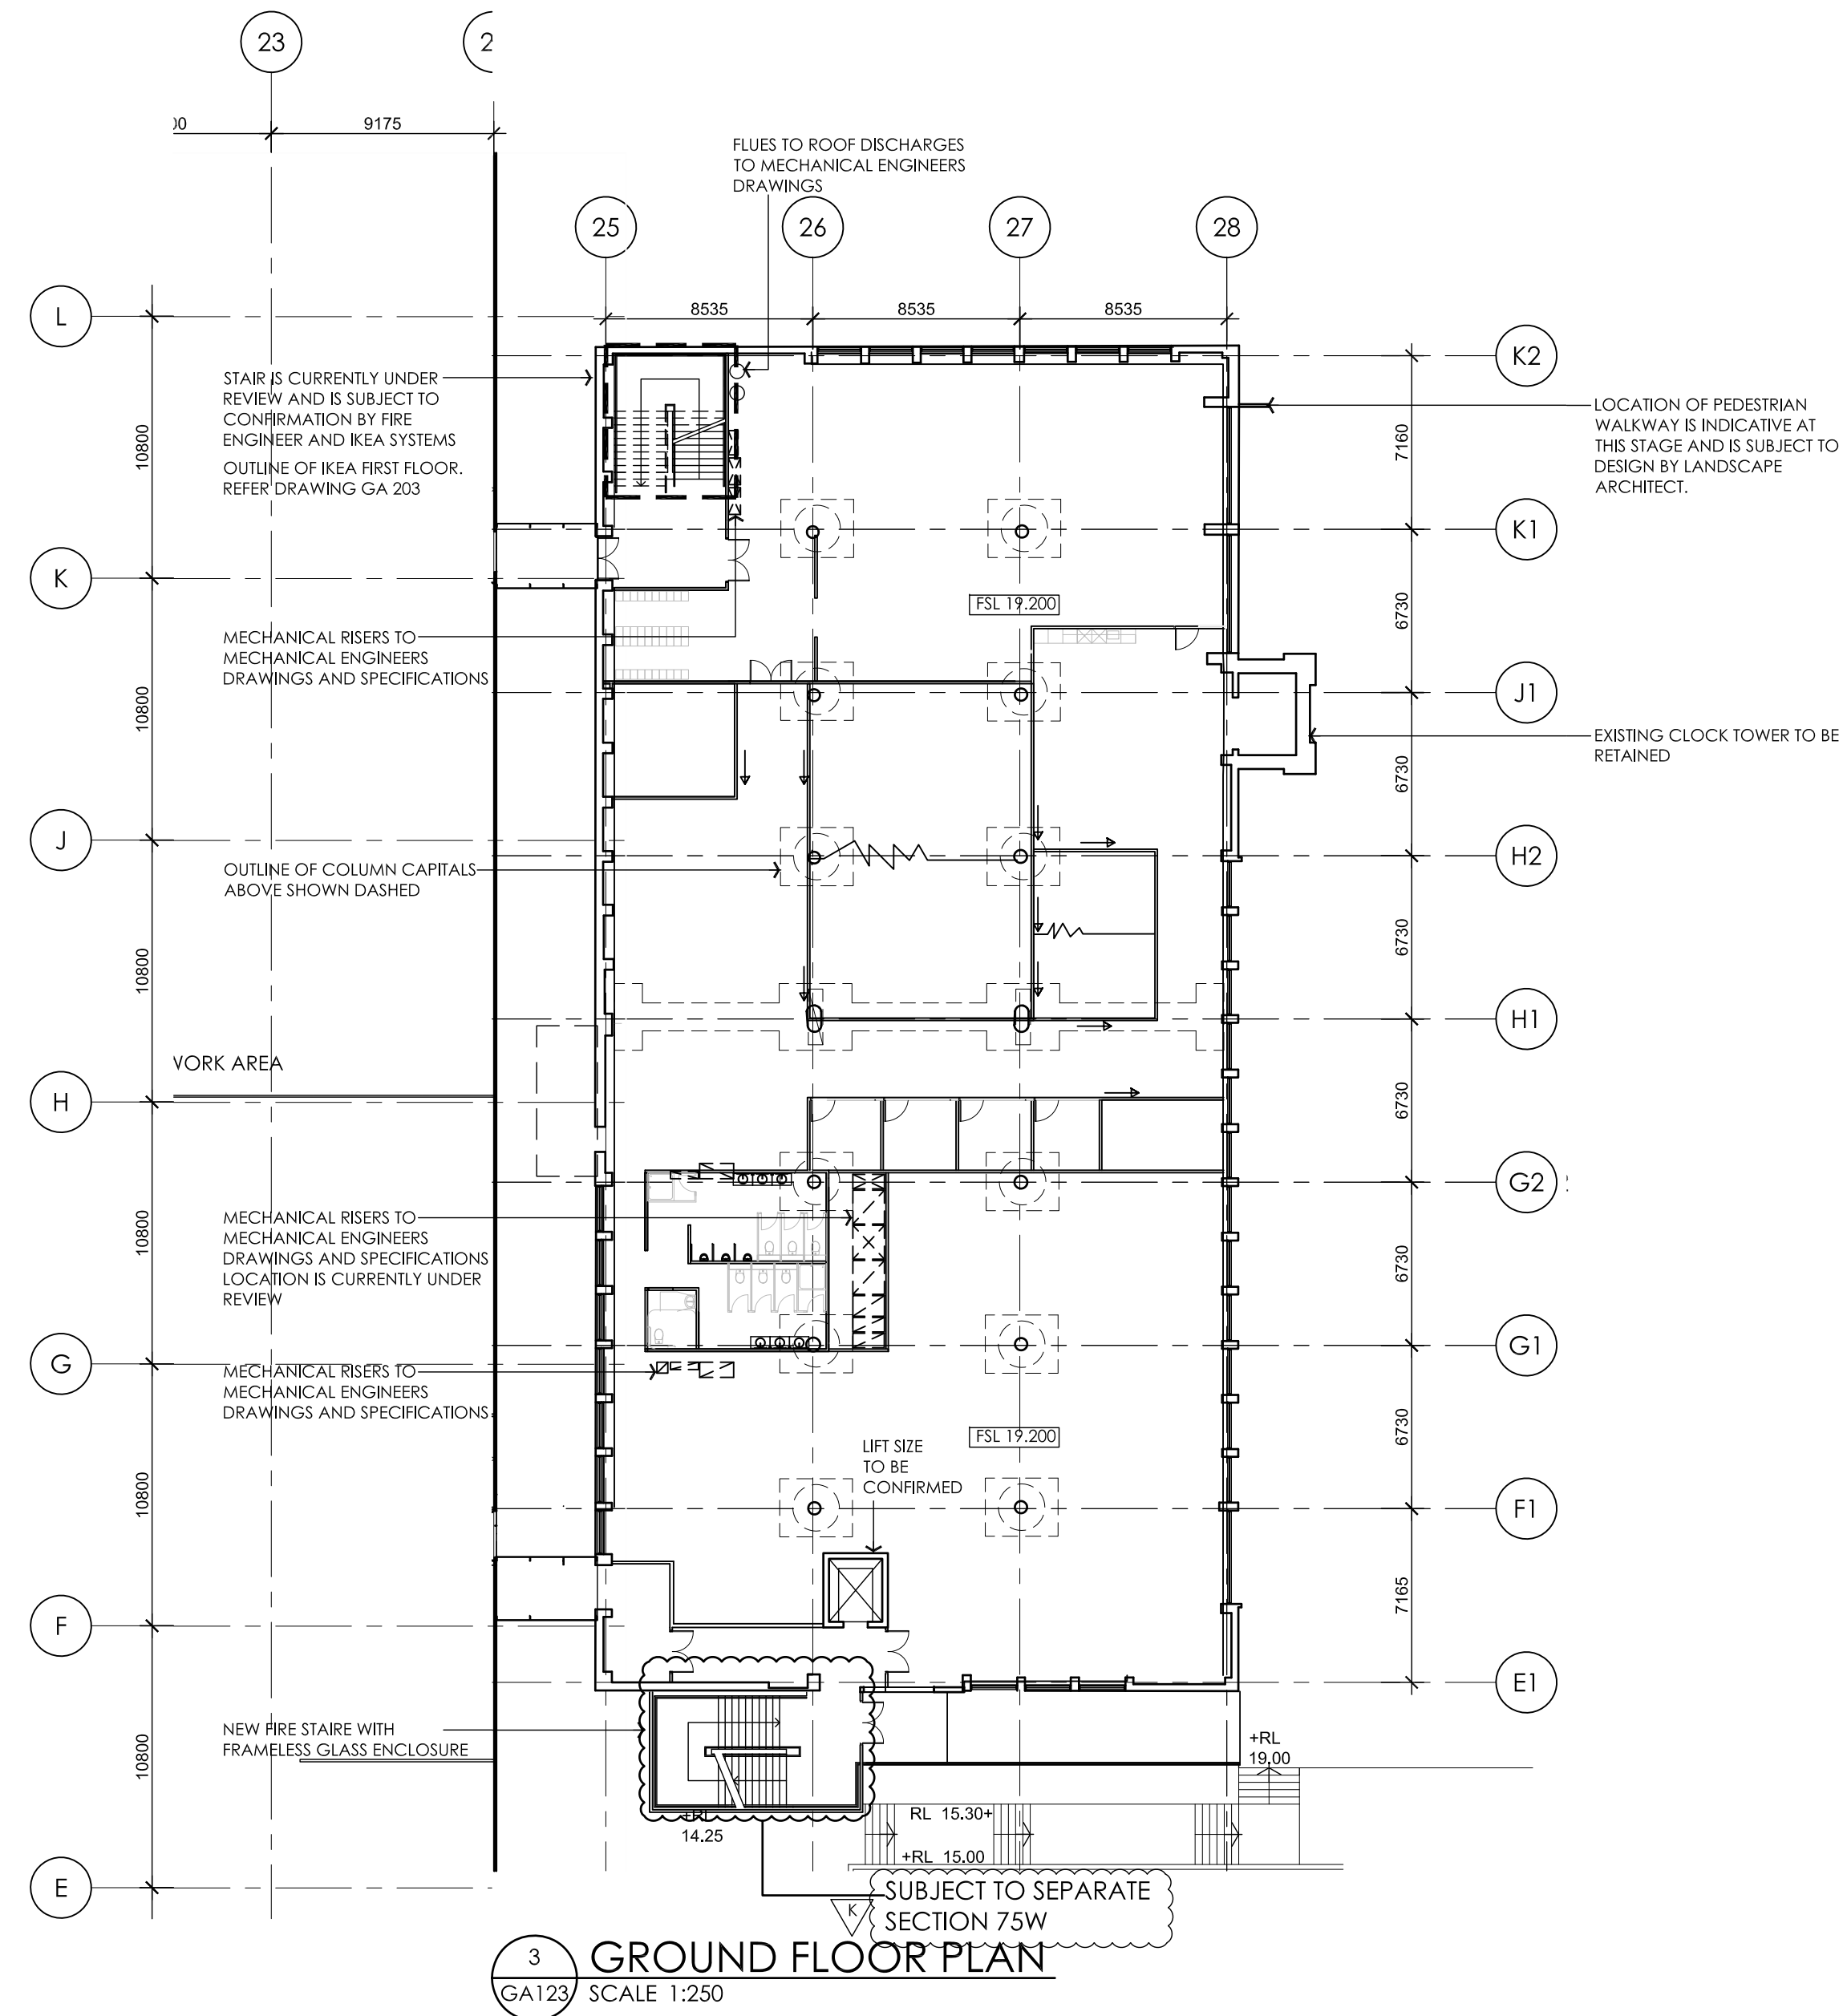 23
2
00
9175
FLUES TO ROOF DISCHARGES
TO MECHANICAL ENGINEERS
DRAWINGS
25
26
27
28
8535
8535
8535
L
K
J
H
G
F
E
10800
10800
10800
10800
10800
10800
K2
K1
J1
H2
H1
G2
G1
F1
E1
7160
6730
6730
6730
6730
6730
6730
7165
STAIR IS CURRENTLY UNDER
REVIEW AND IS SUBJECT TO
CONFIRMATION BY FIRE
ENGINEER AND IKEA SYSTEMS
OUTLINE OF IKEA FIRST FLOOR.
REFER DRAWING GA 203
LOCATION OF PEDESTRIAN
WALKWAY IS INDICATIVE AT
THIS STAGE AND IS SUBJECT TO
DESIGN BY LANDSCAPE
ARCHITECT.
FSL 19.200
MECHANICAL RISERS TO
MECHANICAL ENGINEERS
DRAWINGS AND SPECIFICATIONS
EXISTING CLOCK TOWER TO BE
RETAINED
OUTLINE OF COLUMN CAPITALS
ABOVE SHOWN DASHED
WORK AREA
MECHANICAL RISERS TO
MECHANICAL ENGINEERS
DRAWINGS AND SPECIFICATIONS
LOCATION IS CURRENTLY UNDER
REVIEW
MECHANICAL RISERS TO
MECHANICAL ENGINEERS
DRAWINGS AND SPECIFICATIONS
FSL 19.200
LIFT SIZE
TO BE
CONFIRMED
NEW FIRE STAIRE WITH
FRAMELESS GLASS ENCLOSURE
+RL
19.00
+RL
14.25
RL 15.30+
+RL 15.00
SUBJECT TO SEPARATE
SECTION 75W
K
3
GA123
GROUND FLOOR PLAN
SCALE 1:250